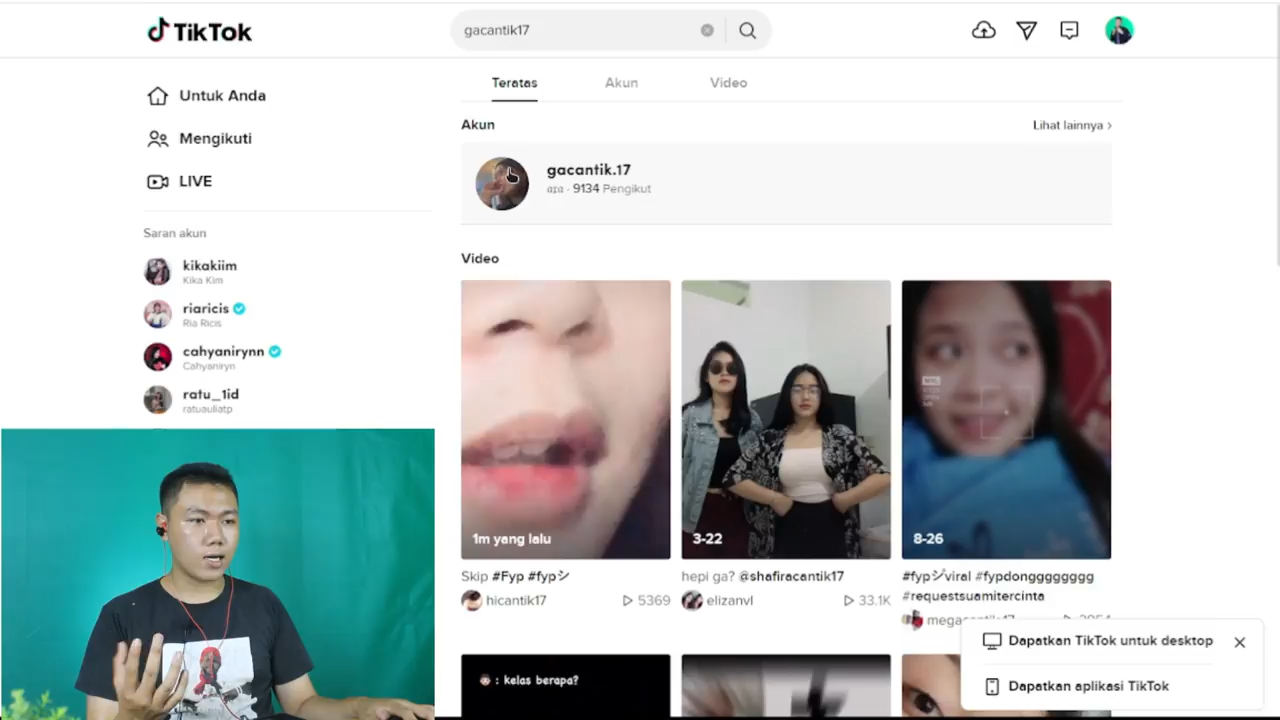 TikTok
gacantik17
Untuk Anda
Mengikuti
LIVE
Saran akun
kikakiim
Kika Kim
riaricis
Ria Ricis
cahyanirynn
Cahyaniryn
ratu_1id
ratuauliatp
Teratas
Akun
Video
Akun
Lihat lainnya >
gacantik.17
apa · 9134 Pengikut
Video
1m yang lalu
3-22
8-26
Skip #Fyp #fypシ
hicantik17
5369
hepi ga? @shafiracantik17
elizanvl
33.1K
#fypシviral #fypdonggggggggg
#requestsuamitercinta
: kelas berapa?
Dapatkan TikTok untuk desktop
Dapatkan aplikasi TikTok